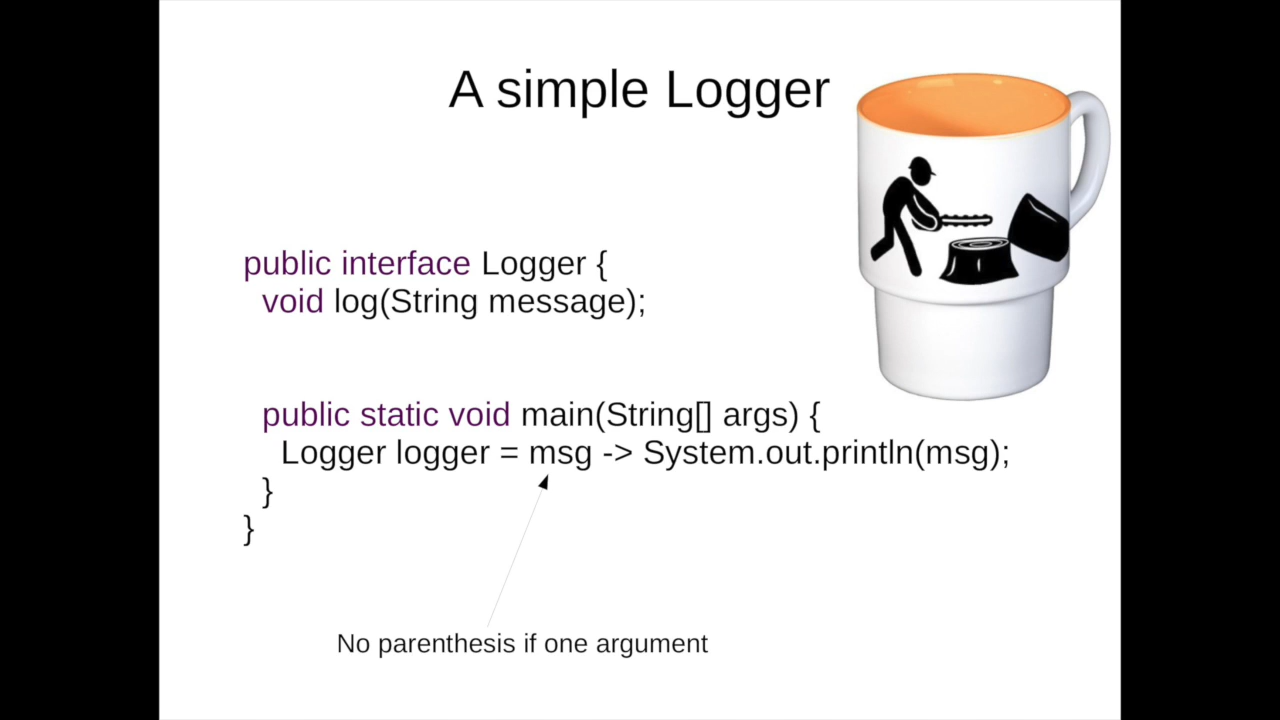 A simple Logger
public interface Logger {
void log(String message);
public static void main(String[] args) {
Logger logger = msg -> System.out.println(msg);
}
}
No parenthesis if one argument